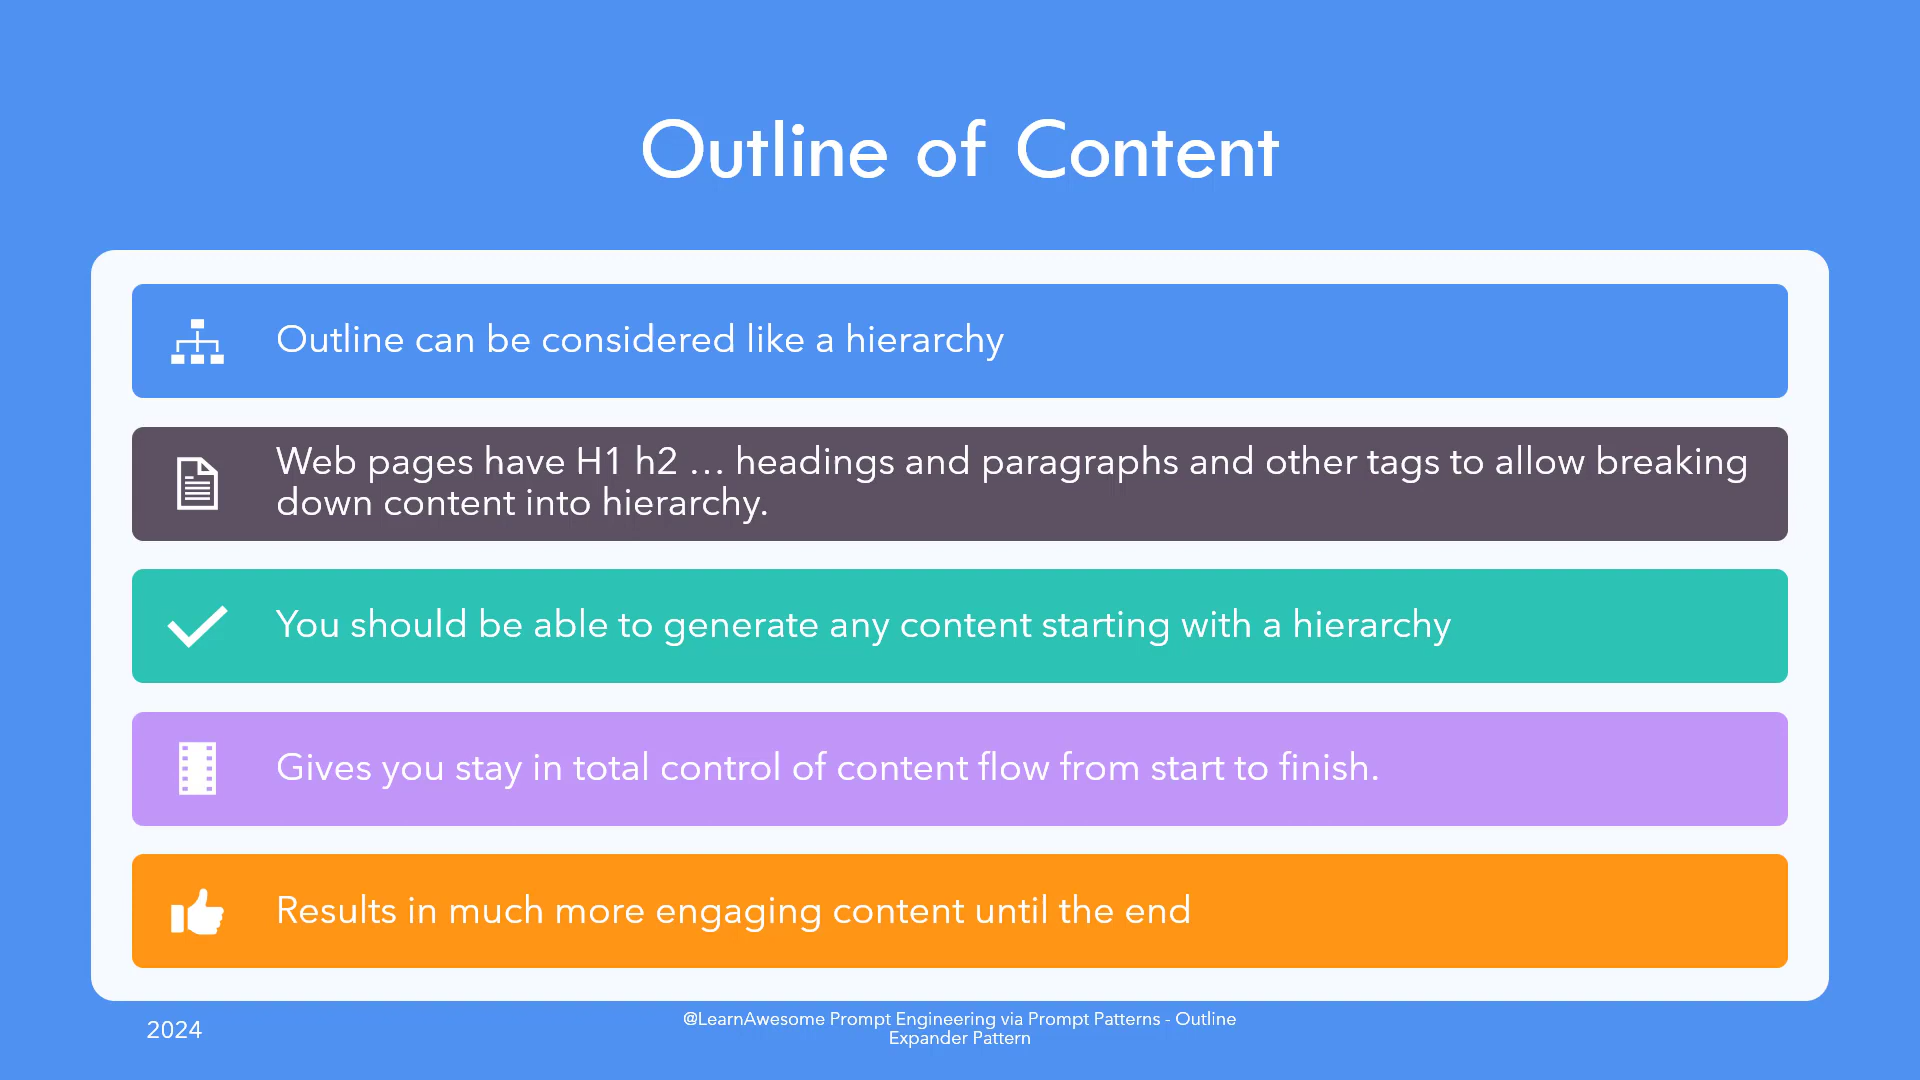 Outline of Content
Outline can be considered like a hierarchy
Web pages have H1 h2 … headings and paragraphs and other tags to allow breaking
down content into hierarchy.
You should be able to generate any content starting with a hierarchy
Gives you stay in total control of content flow from start to finish.
Results in much more engaging content until the end
2024
@LearnAwesome Prompt Engineering via Prompt Patterns - Outline
Expander Pattern